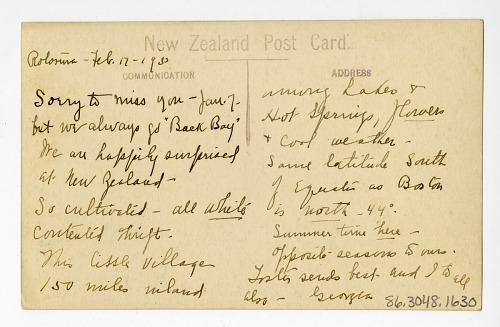 New Zealand Post Card.
Rotorua - Feb. 17 - 1930
COMMUNICATION
Sorry to miss you - Jan. 7 -
but we always go "Back Bay"
We are happily surprised
at New Zealand -
So cultivated - all white
Contented thrift.
This little village
150 miles inland
ADDRESS
among Lakes &
Hot Springs, flowers
& cool weather -
Same latitude South
of Equator as Boston
is north - 44°.
Summer time here -
opposite seasons to ours.
Foster sends best and I to all
also - Georgia
86.3048.1630